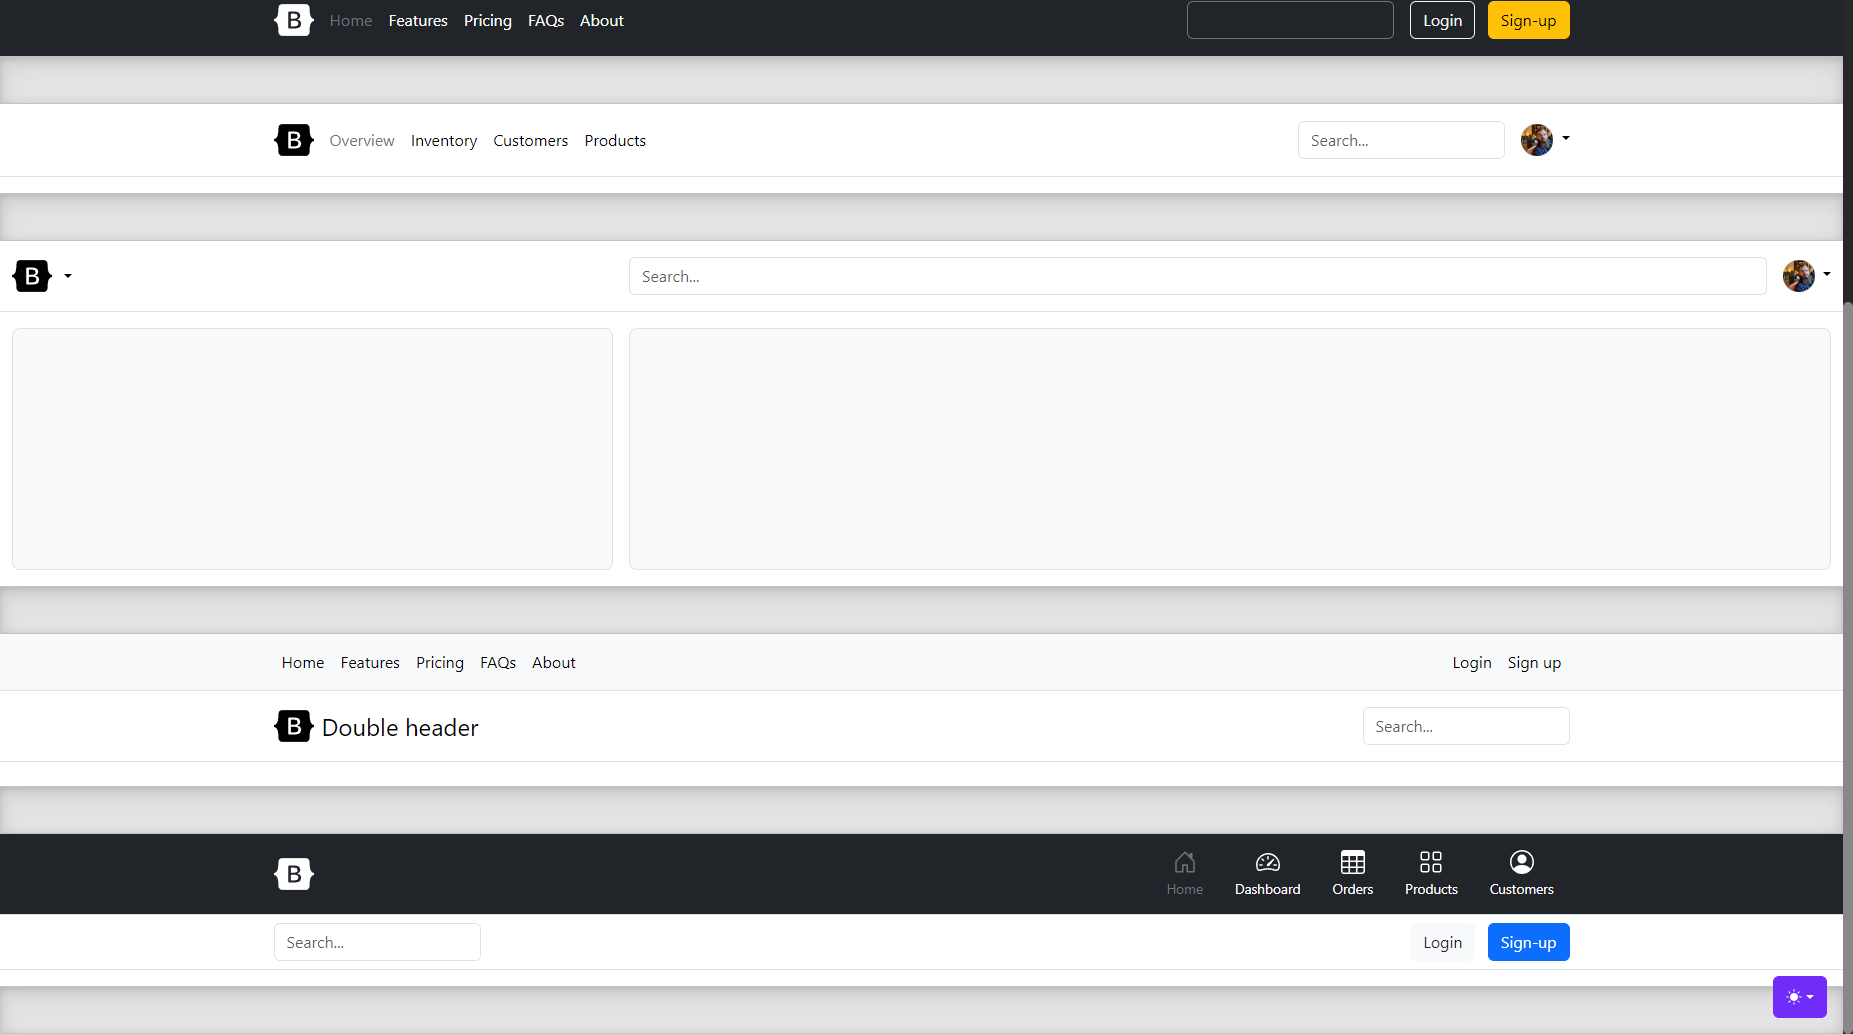 B Home Features Pricing FAQs About Login Sign-up
B Overview Inventory Customers Products Search...
B Search...
Home Features Pricing FAQs About Login Sign up
B Double header Search...
B Home Dashboard Orders Products Customers
Search... Login Sign-up